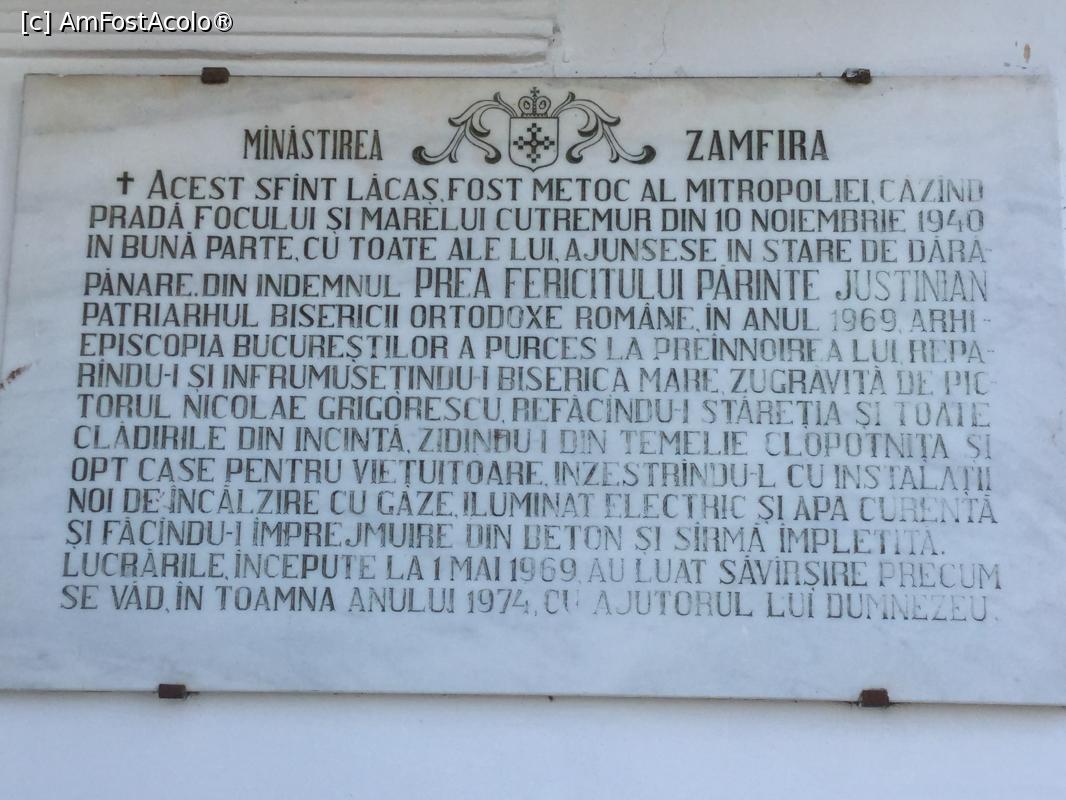 [c] AmFostAcolo®
MÎNĂSTIREA ZAMFIRA
✝ ACEST SFÎNT LĂCAȘ, FOST METOC AL MITROPOLIEI, CĂZÎND
PRADĂ FOCULUI ȘI MARELUI CUTREMUR DIN 10 NOIEMBRIE 1940
IN BUNĂ PARTE, CU TOATE ALE LUI, AJUNSESE IN STARE DE DĂRĂ-
PĂNARE. DIN INDEMNUL PREA FERICITULUI PĂRINTE JUSTINIAN
PATRIARHUL BISERICII ORTODOXE ROMÂNE, ÎN ANUL 1969, ARHI-
EPISCOPIA BUCUREȘTILOR A PURCES LA PREÎNNOIREA LUI, REPA-
RÎNDU-I ȘI INFRUMUSEȚINDU-I BISERICA MARE, ZUGRĂVITĂ DE PIC-
TORUL NICOLAE GRIGORESCU, REFĂCÎNDU-I STĂREȚIA ȘI TOATE
CLĂDIRILE DIN INCINTĂ, ZIDINDU-I DIN TEMELIE CLOPOTNIȚA ȘI
OPT CASE PENTRU VIEȚUITOARE, INZESTRÎNDU-L CU INSTALAȚII
NOI DE ÎNCĂLZIRE CU GAZE, ILUMINAT ELECTRIC ȘI APĂ CURENTĂ
ȘI FĂCÎNDU-I ÎMPREJMUIRE DIN BETON ȘI SÎRMĂ ÎMPLETITĂ.
LUCRĂRILE, ÎNCEPUTE LA 1 MAI 1969, AU LUAT SĂVÎRȘIRE PRECUM
SE VĂD, ÎN TOAMNA ANULUI 1974, CU AJUTORUL LUI DUMNEZEU.